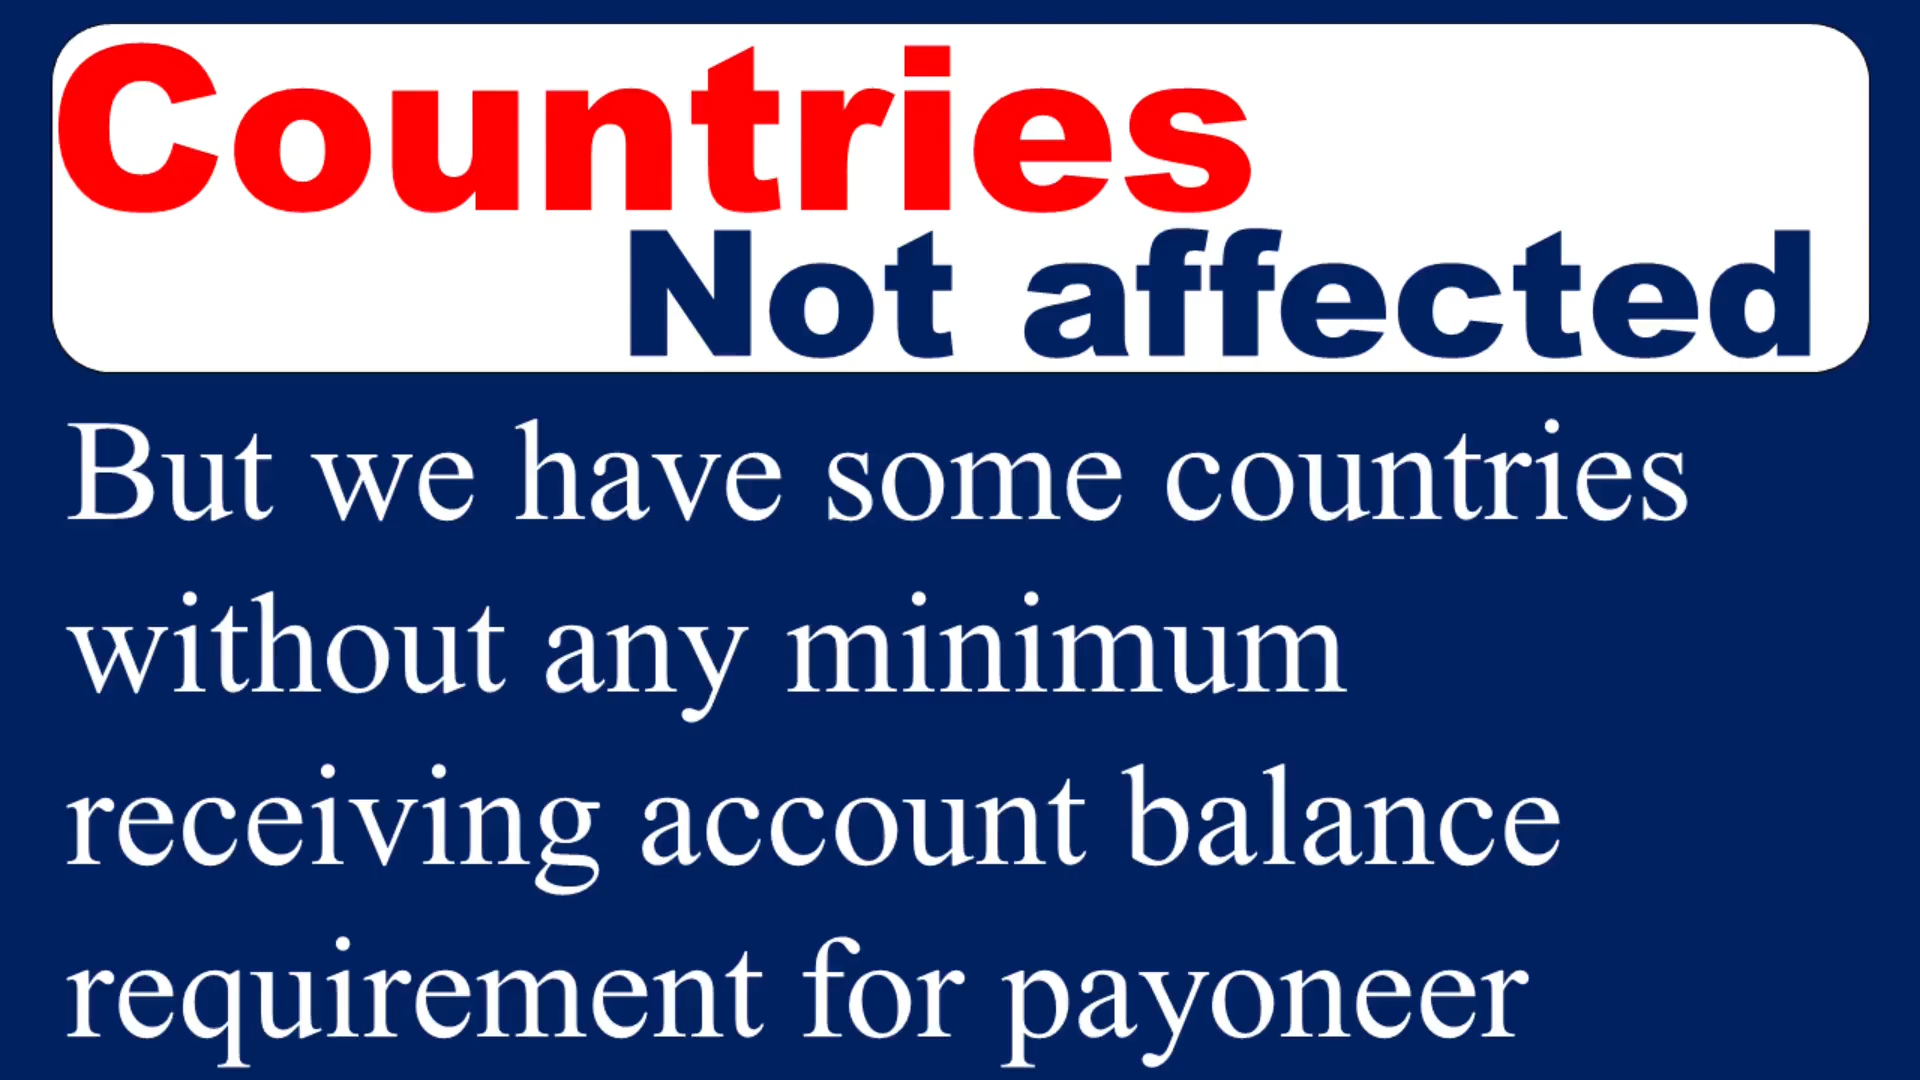 Countries
Not affected
But we have some countries
without any minimum
receiving account balance
requirement for payoneer